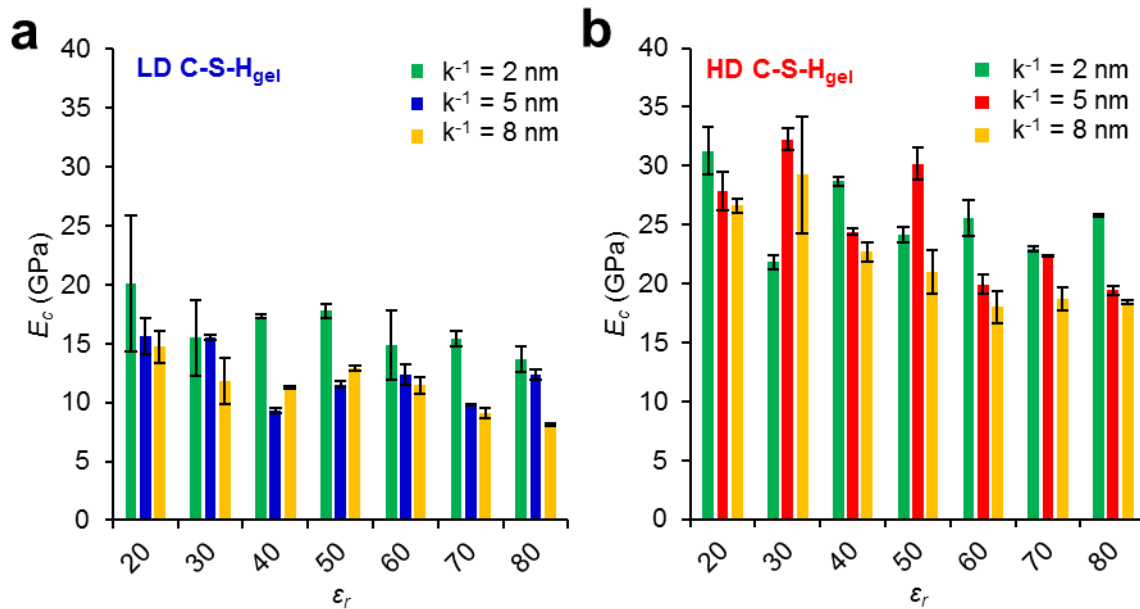 a
LD C-S-Hgel
k-1 = 2 nm
k-1 = 5 nm
k-1 = 8 nm
Ec (GPa)
40
35
30
25
20
15
10
5
0
20 30 40 50 60 70 80
εr
b
HD C-S-Hgel
k-1 = 2 nm
k-1 = 5 nm
k-1 = 8 nm
Ec (GPa)
40
35
30
25
20
15
10
5
0
20 30 40 50 60 70 80
εr